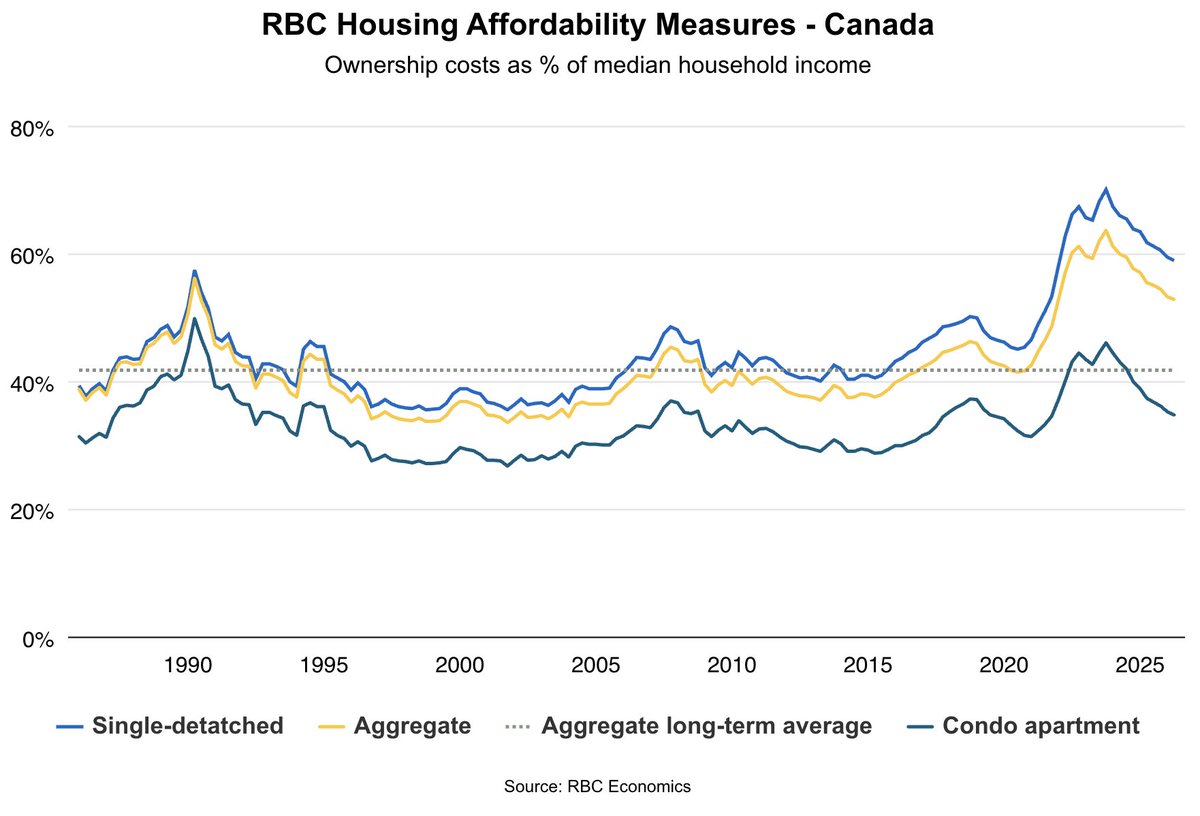 RBC Housing Affordability Measures - Canada
Ownership costs as % of median household income
80%
60%
40%
20%
0%
1990 1995 2000 2005 2010 2015 2020 2025
Single-detatched Aggregate Aggregate long-term average Condo apartment
Source: RBC Economics